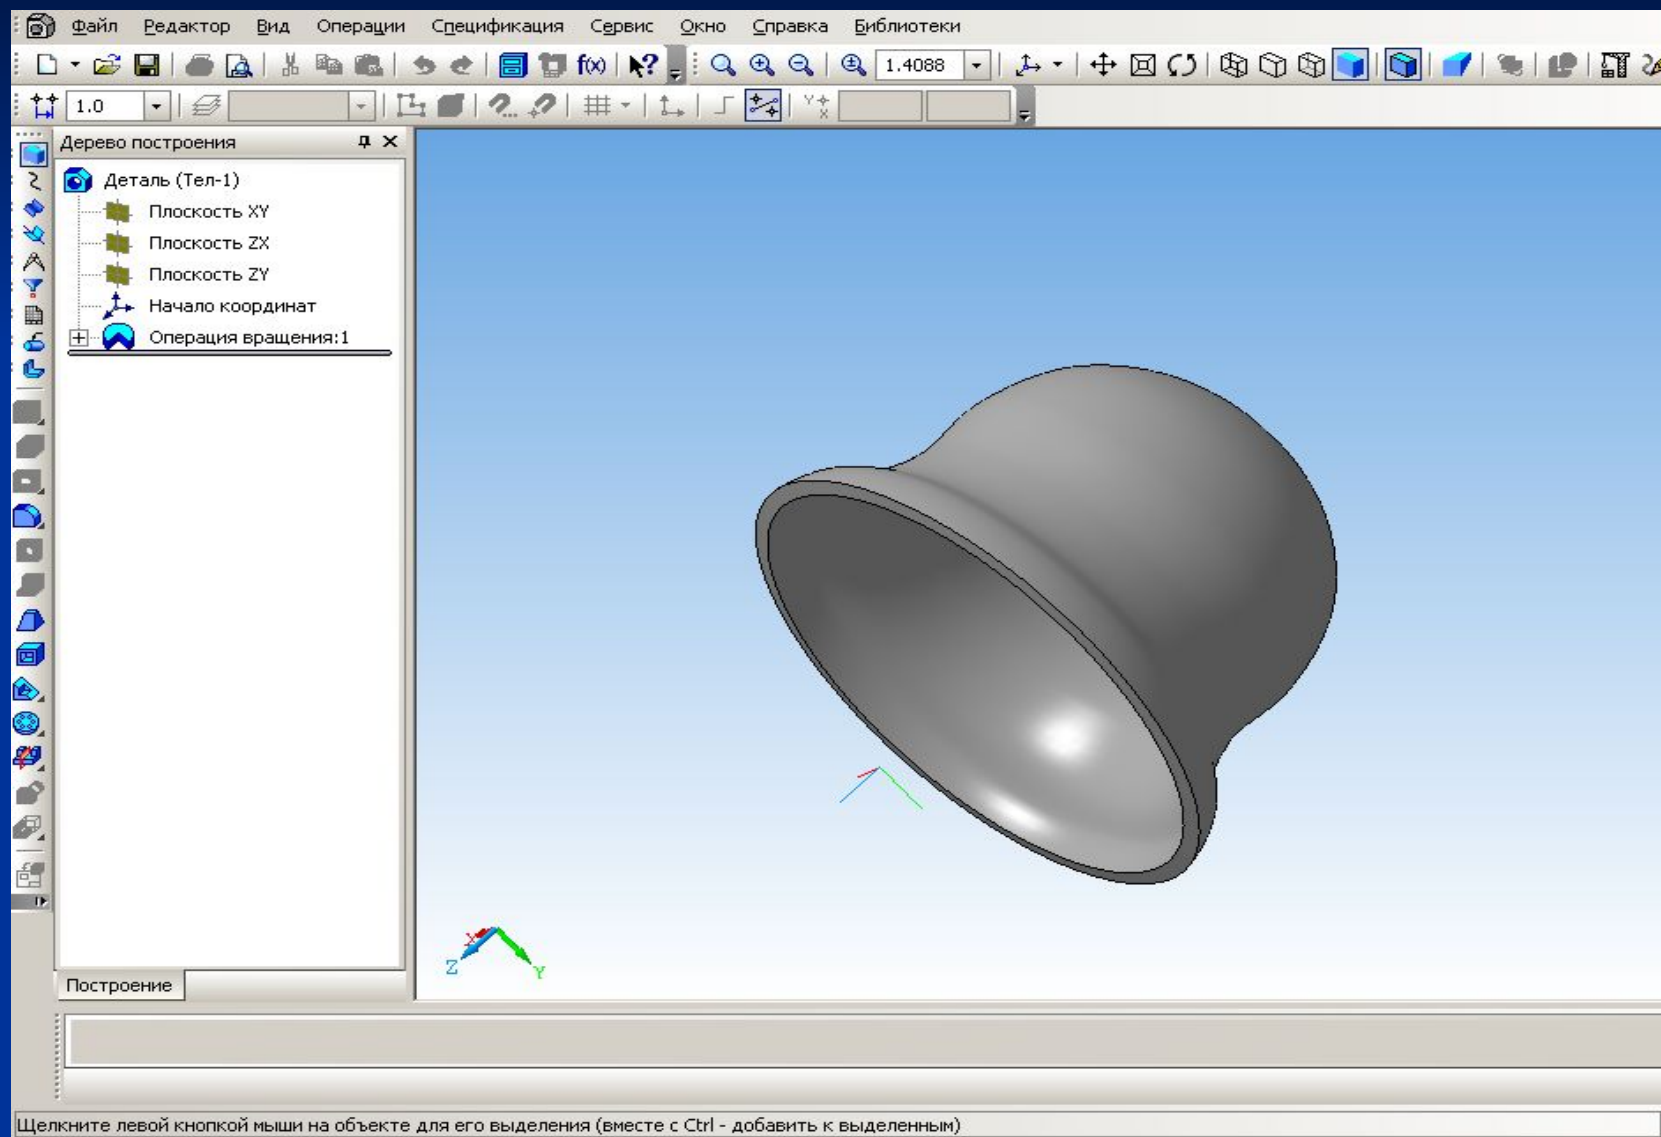 Файл Редактор Вид Операции Спецификация Сервис Окно Справка Библиотеки
f(x) ? 1.4088
1.0
Дерево построения
Деталь (Тел-1)
Плоскость XY
Плоскость ZX
Плоскость ZY
Начало координат
Операция вращения:1
X
Z
Y
Построение
Щелкните левой кнопкой мыши на объекте для его выделения (вместе с Ctrl - добавить к выделенным)